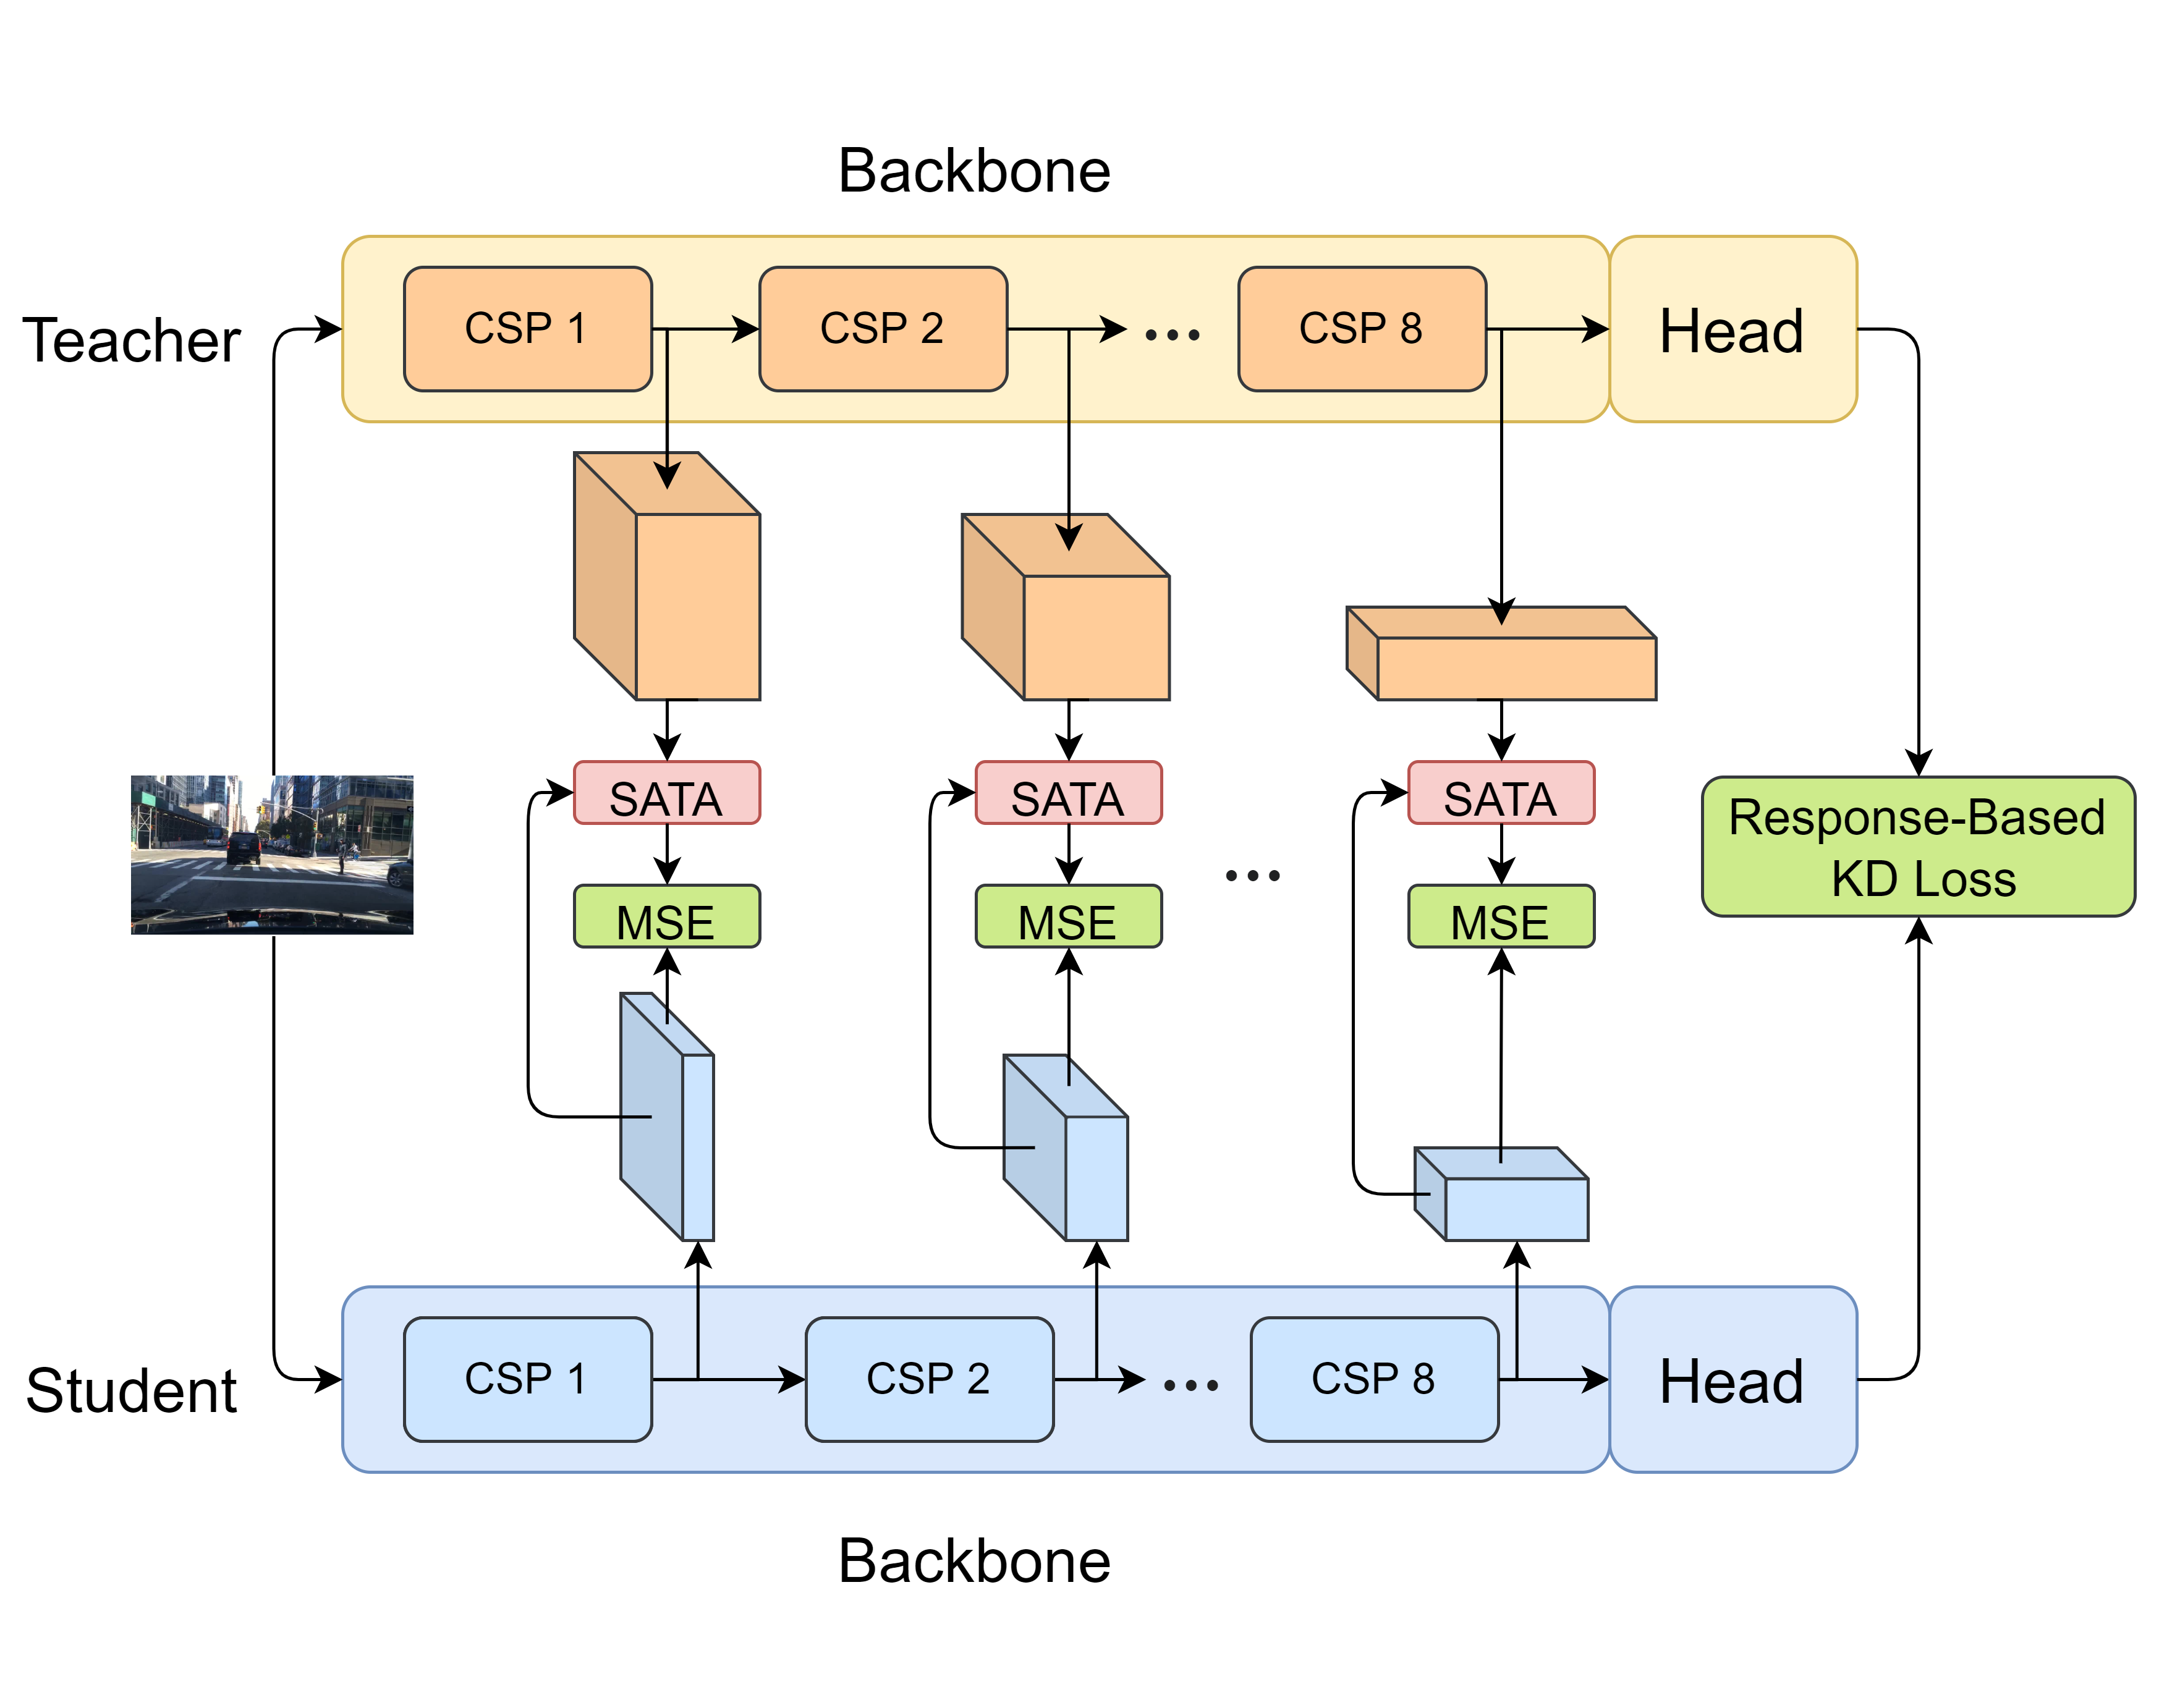 Backbone
Teacher
CSP 1
CSP 2
...
CSP 8
Head
SATA
SATA
SATA
Response-Based
KD Loss
...
MSE
MSE
MSE
Student
CSP 1
CSP 2
...
CSP 8
Head
Backbone